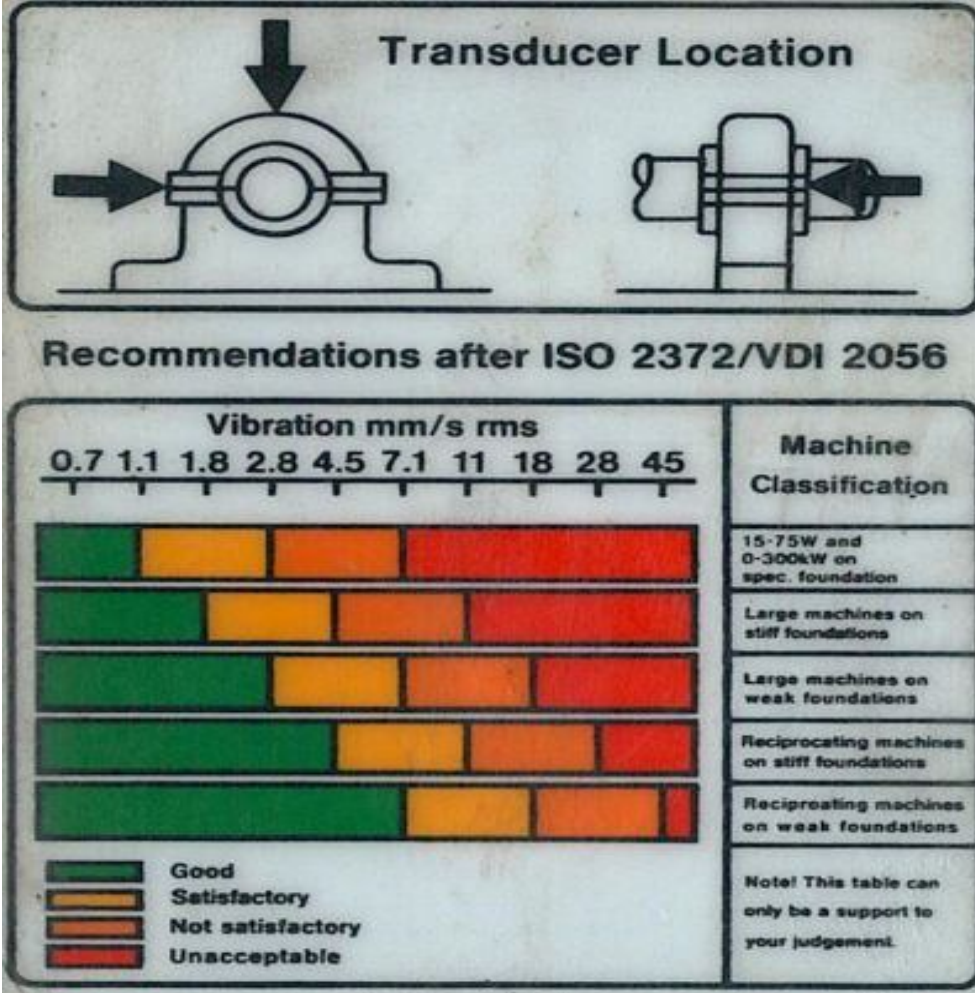 Transducer Location
Recommendations after ISO 2372/VDI 2056
Vibration mm/s rms
0.7 1.1 1.8 2.8 4.5 7.1 11 18 28 45
Machine
Classification
15-75W and
0-300kW on
spec. foundation
Large machines on
stiff foundations
Large machines on
weak foundations
Reciprocating machines
on stiff foundations
Reciproating machines
on weak foundations
Good
Satisfactory
Not satisfactory
Unacceptable
Note! This table can
only be a support to
your judgement.